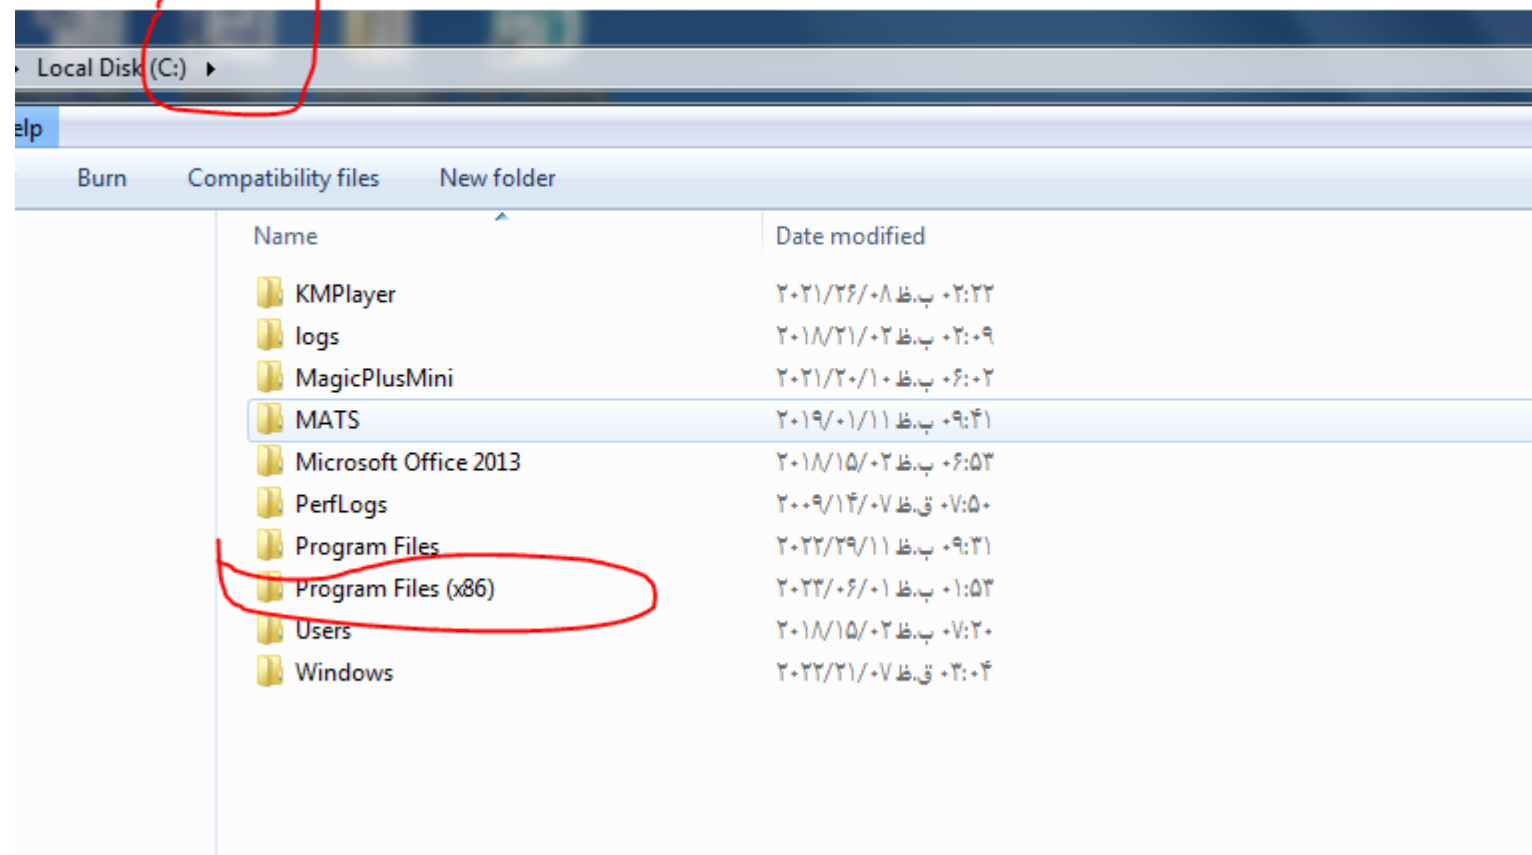 Local Disk (C:)
elp
Burn Compatibility files New folder
Name Date modified
KMPlayer ۲۰۲۱/۲۶/۰۸ ب.ظ ۰۲:۲۲
logs ۲۰۱۸/۲۱/۰۲ ب.ظ ۰۲:۰۹
MagicPlusMini ۲۰۲۱/۲۰/۱۰ ب.ظ ۰۶:۰۲
MATS ۲۰۱۹/۰۱/۱۱ ب.ظ ۰۹:۴۱
Microsoft Office 2013 ۲۰۱۸/۱۵/۰۲ ب.ظ ۰۶:۵۳
PerfLogs ۲۰۰۹/۱۴/۰۷ ق.ظ ۰۷:۵۰
Program Files ۲۰۲۲/۲۹/۱۱ ب.ظ ۰۹:۳۱
Program Files (x86) ۲۰۲۳/۰۶/۰۱ ب.ظ ۰۱:۵۳
Users ۲۰۱۸/۱۵/۰۲ ب.ظ ۰۷:۲۰
Windows ۲۰۲۲/۲۱/۰۷ ق.ظ ۰۳:۰۴